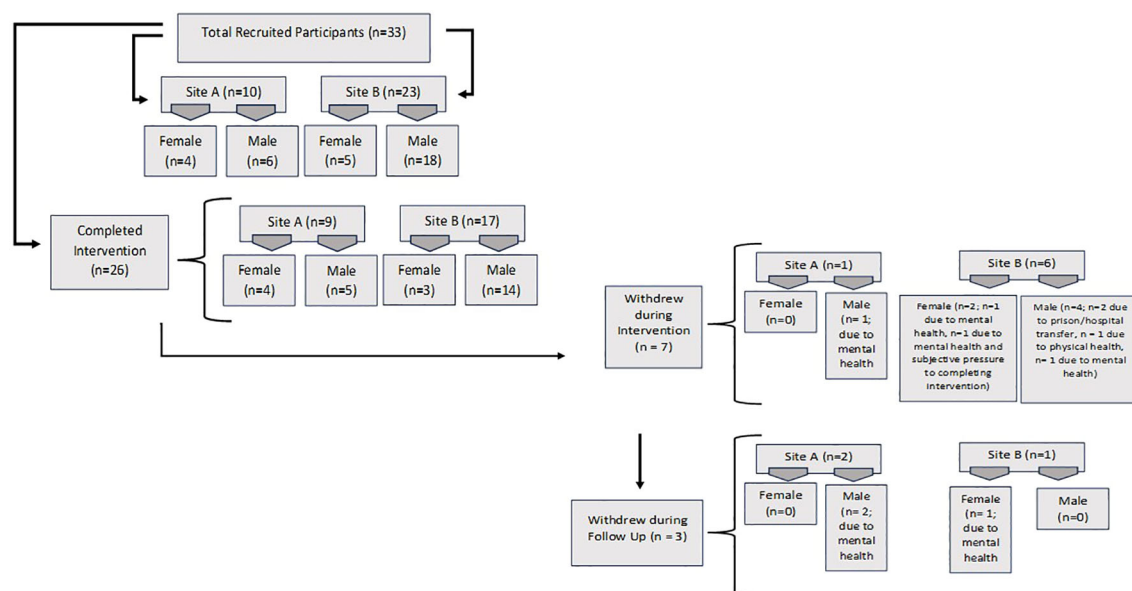 Total Recruited Participants (n=33)
Site A (n=10)
Site B (n=23)
Female
(n=4)
Male
(n=6)
Female
(n=5)
Male
(n=18)
Completed
Intervention
(n=26)
Site A (n=9)
Site B (n=17)
Female
(n=4)
Male
(n=5)
Female
(n=3)
Male
(n=14)
Withdrew
during
Intervention
(n = 7)
Site A (n=1)
Site B (n=6)
Female
(n=0)
Male
(n= 1;
due to
mental
health
Female (n=2; n=1
due to mental
health, n=1 due to
mental health and
subjective pressure
to completing
intervention)
Male (n=4; n=2 due
to prison/hospital
transfer, n = 1 due
to physical health,
n= 1 due to mental
health)
Withdrew during
Follow Up (n = 3)
Site A (n=2)
Site B (n=1)
Female
(n=0)
Male
(n= 2;
due to
mental
health
Female
(n= 1;
due to
mental
health
Male
(n=0)